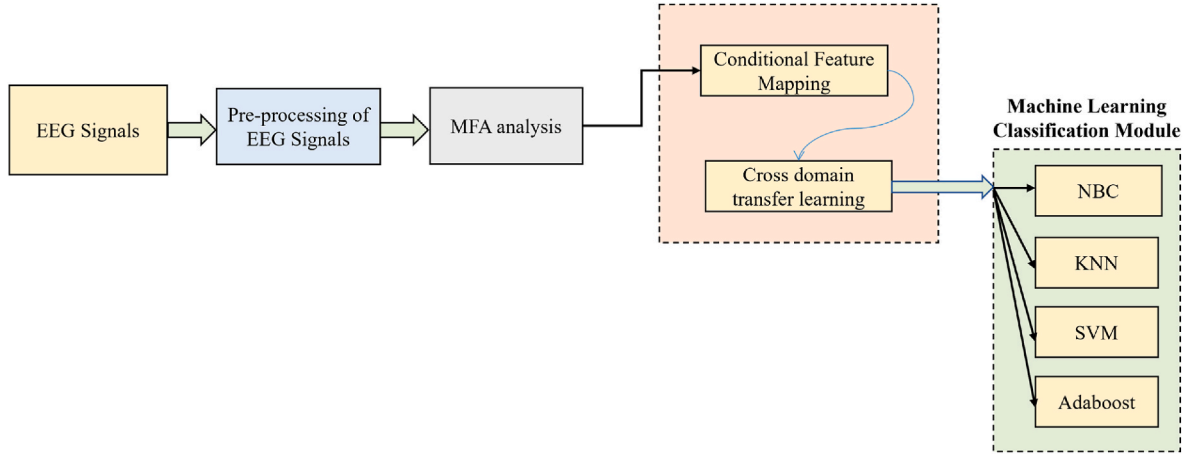 EEG Signals
Pre-processing of
EEG Signals
MFA analysis
Conditional Feature
Mapping
Cross domain
transfer learning
Machine Learning
Classification Module
NBC
KNN
SVM
Adaboost